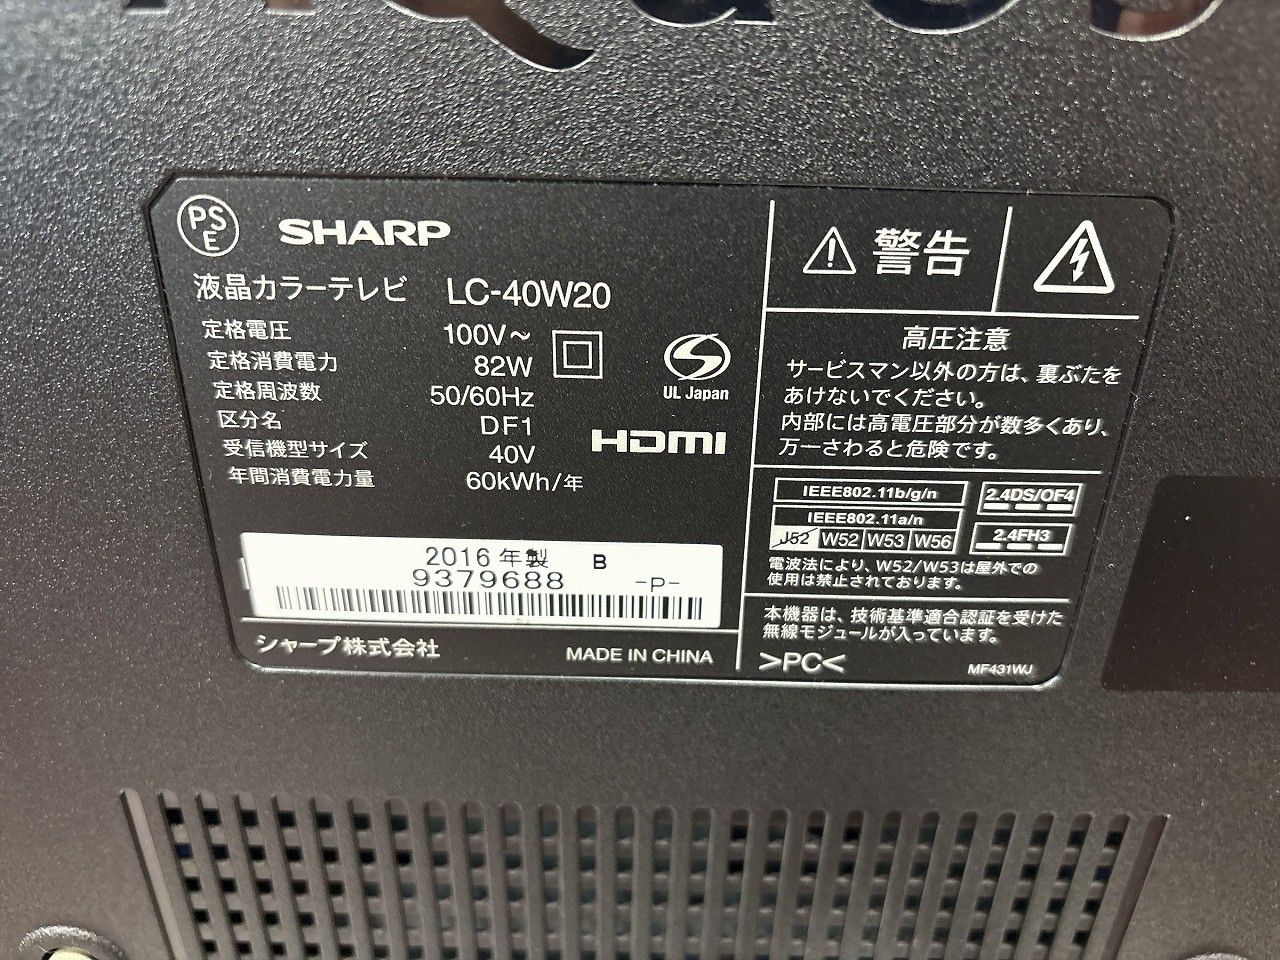 PS
E
SHARP
液晶カラーテレビ LC-40W20
定格電圧 100V～
定格消費電力 82W
定格周波数 50/60Hz
区分名 DF1
受信機型サイズ 40V
年間消費電力量 60kWh/年
UL Japan
HDMI
2016年製 B
9379688 -P-
シャープ株式会社 MADE IN CHINA
警告
高圧注意
サービスマン以外の方は、裏ぶたを
あけないでください。
内部には高電圧部分が数多くあり、
万一さわると危険です。
IEEE802.11b/g/n
IEEE802.11a/n
J52 W52 W53 W56
2.4DS/OF4
2.4FH3
電波法により、W52/W53は屋外での
使用は禁止されております。
本機器は、技術基準適合認証を受けた
無線モジュールが入っています。
>PC< MF431WJ